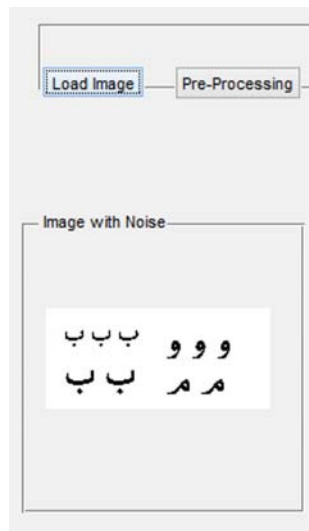 Load Image
Pre-Processing
Image with Noise
و و و ب ب ب
م م ب ب